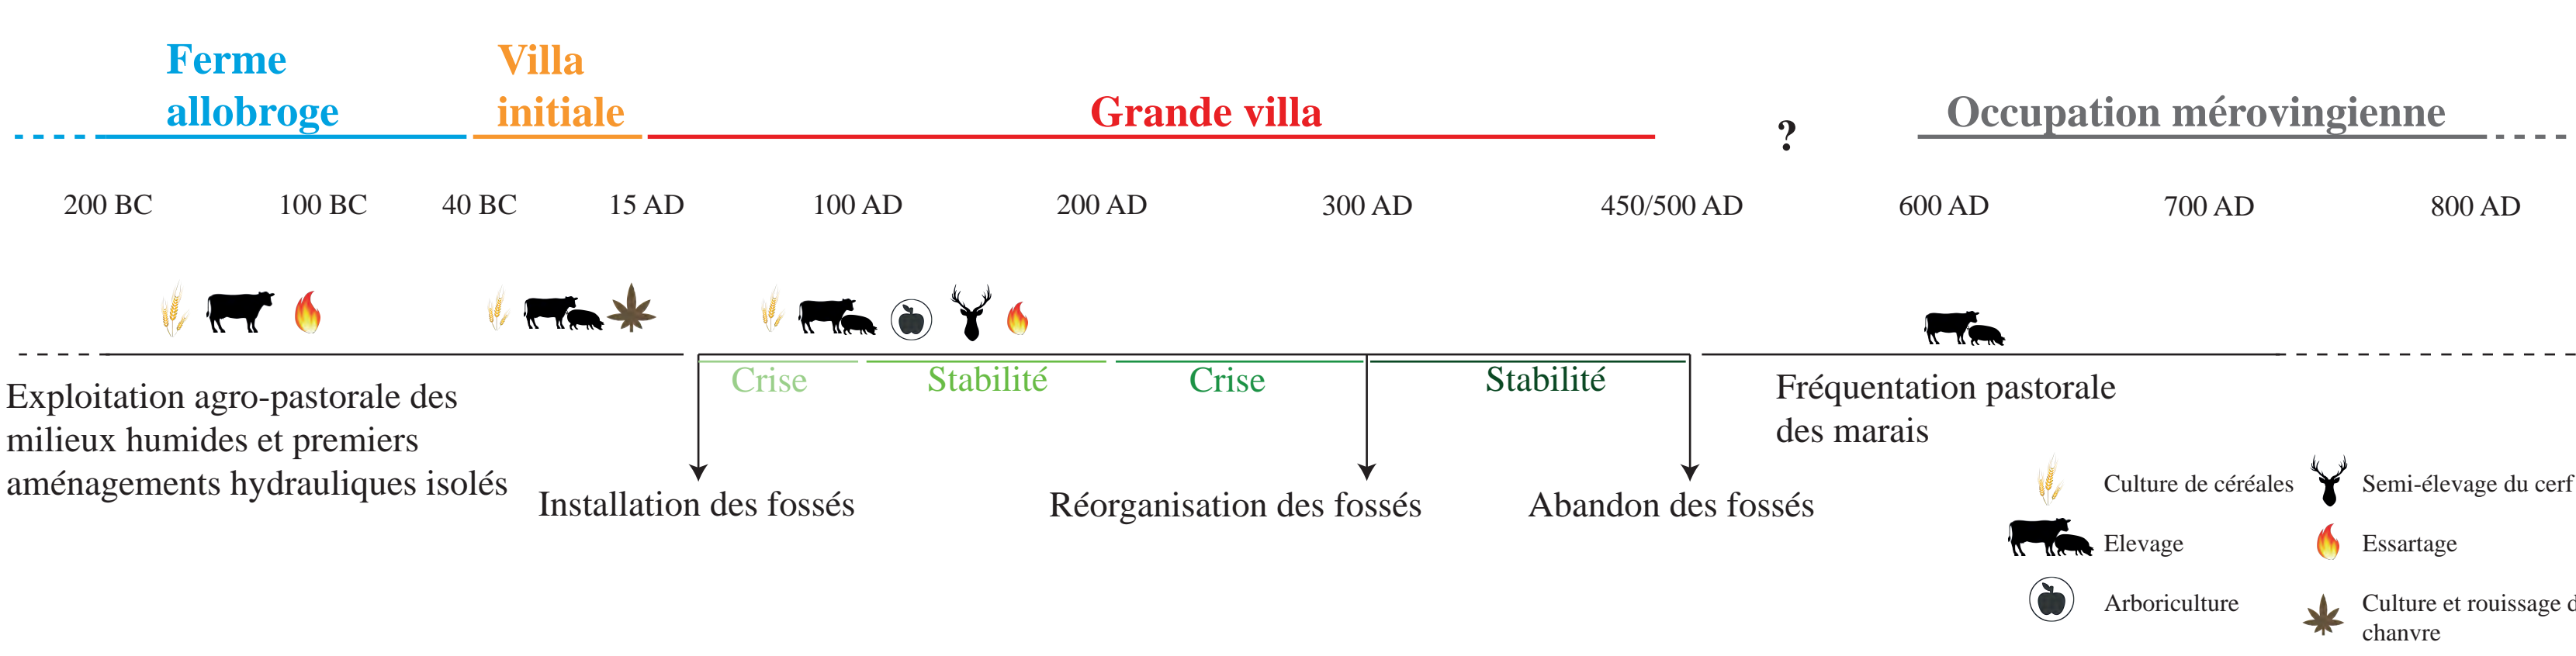 Ferme
allobroge
Villa
initiale
Grande villa
?
Occupation mérovingienne
200 BC
100 BC
40 BC
15 AD
100 AD
200 AD
300 AD
450/500 AD
600 AD
700 AD
800 AD
Crise
Stabilité
Crise
Stabilité
Exploitation agro-pastorale des
milieux humides et premiers
aménagements hydrauliques isolés
Installation des fossés
Réorganisation des fossés
Abandon des fossés
Fréquentation pastorale
des marais
Culture de céréales
Elevage
Arboriculture
Semi-élevage du cerf
Essartage
Culture et rouissage
chanvre